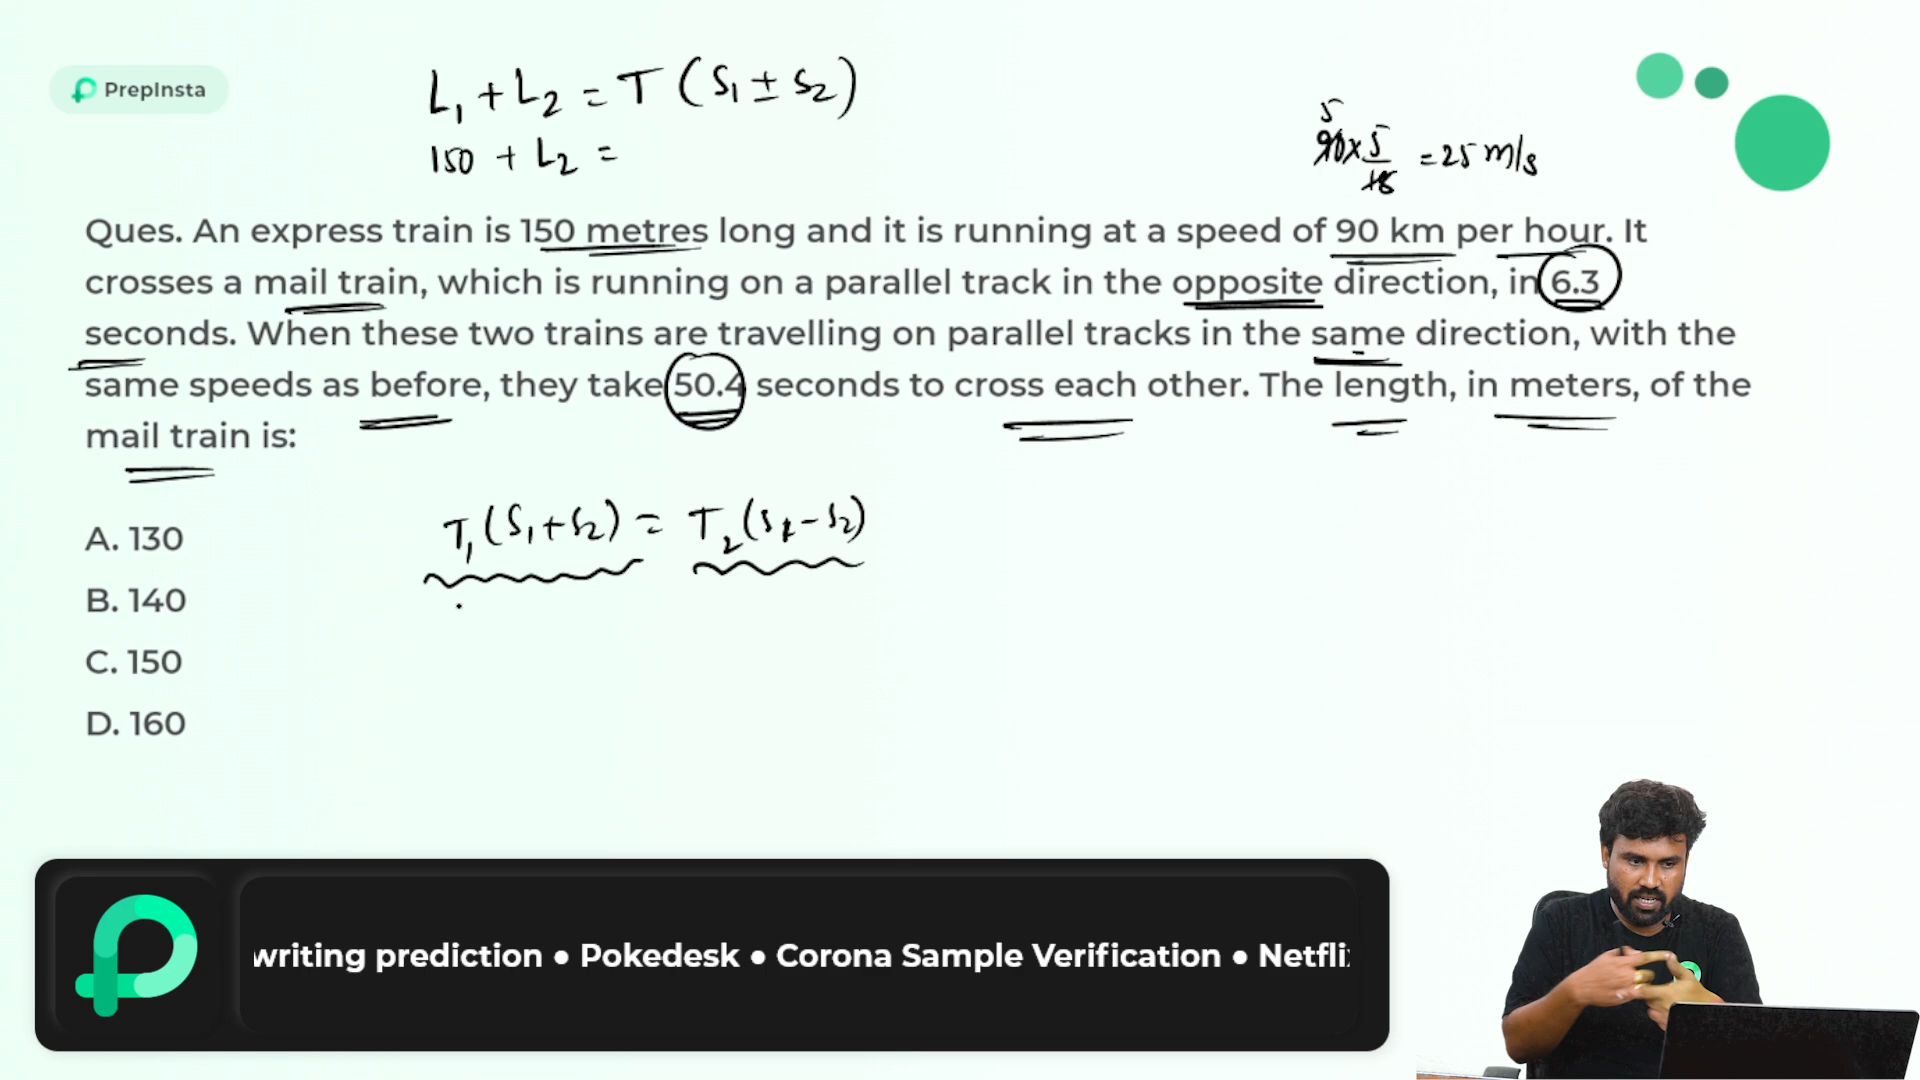 PrepInsta
L₁ + L₂ = T (S₁ ± S₂)
150 + L₂ =
5
90 × 5/18 = 25 m/s
Ques. An express train is 150 metres long and it is running at a speed of 90 km per hour. It
crosses a mail train, which is running on a parallel track in the opposite direction, in 6.3
seconds. When these two trains are travelling on parallel tracks in the same direction, with the
same speeds as before, they take 50.4 seconds to cross each other. The length, in meters, of the
mail train is:
T₁ (S₁ + S₂) = T₂ (S₁ - S₂)
A. 130
B. 140
C. 150
D. 160
writing prediction • Pokedesk • Corona Sample Verification • Netfli